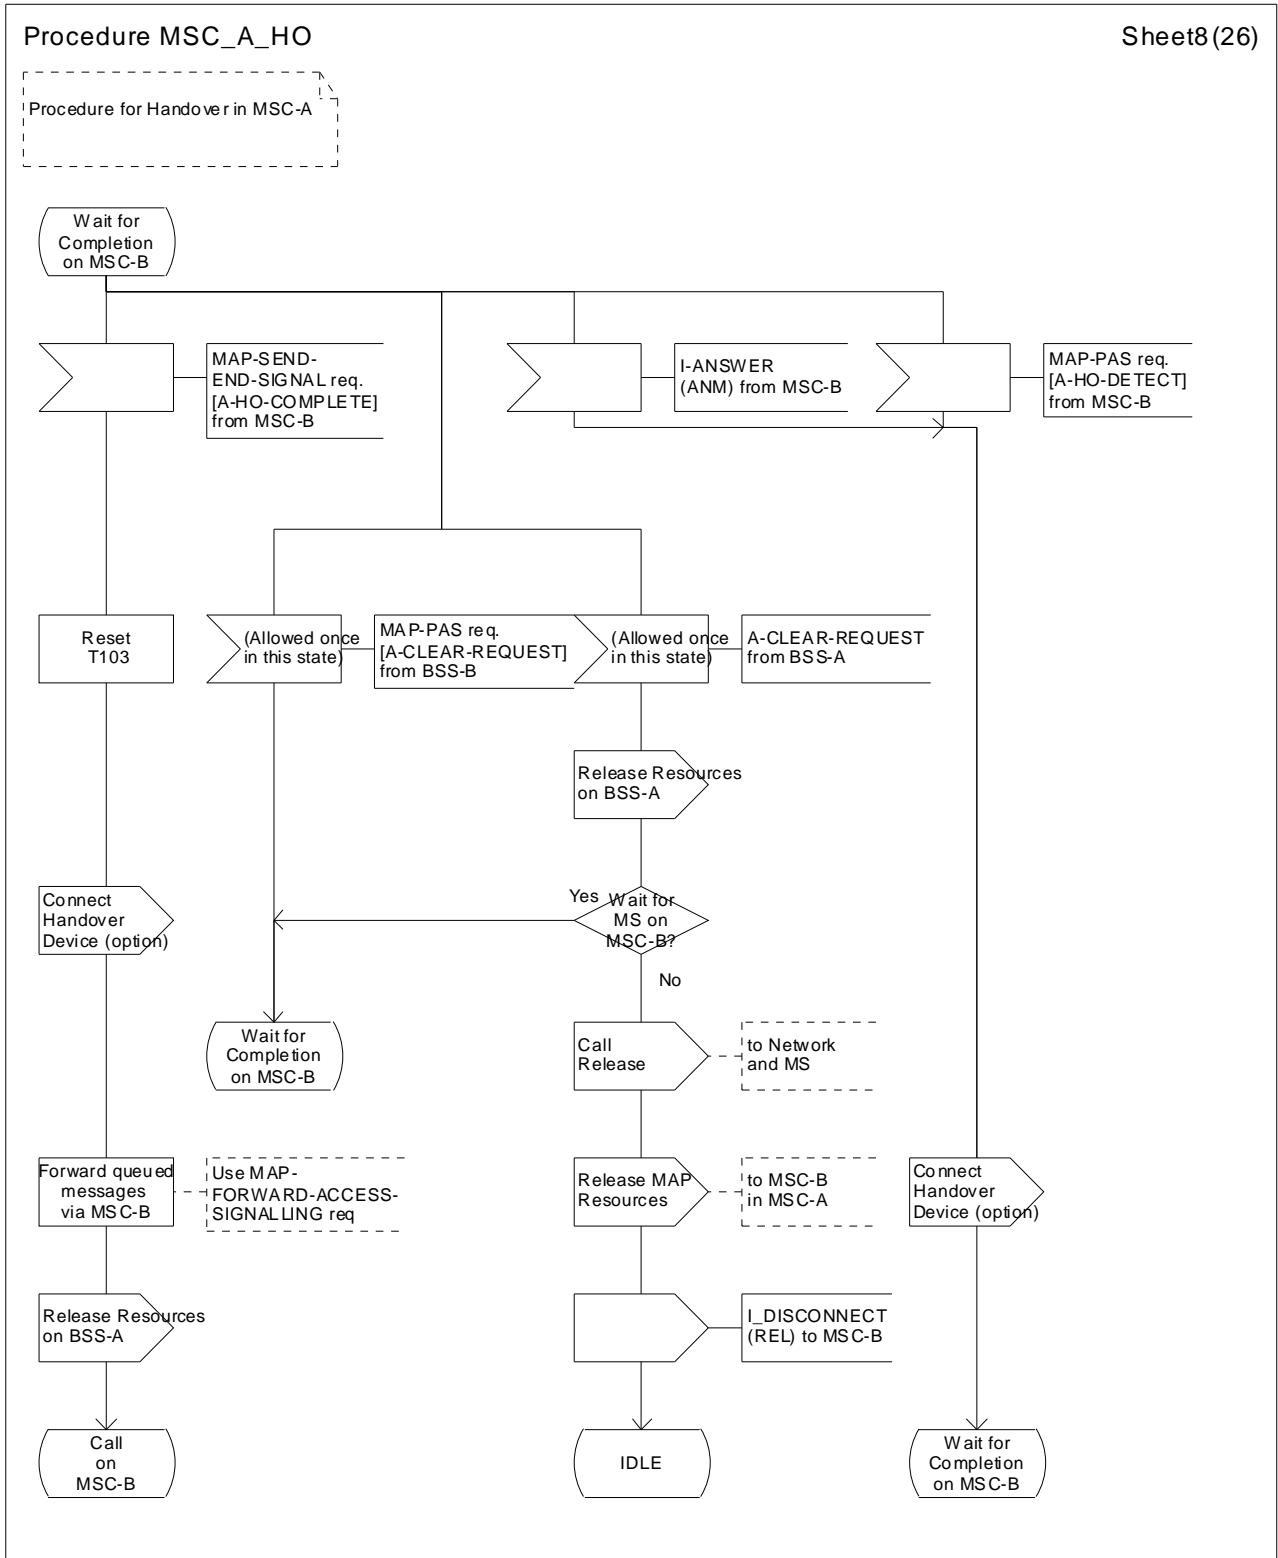 Procedure MSC_A_HO
Sheet8(26)
Procedure for Handover in MSC-A
Wait for
Completion
on MSC-B
MAP-SEND-
END-SIGNAL req.
[A-HO-COMPLETE]
from MSC-B
I-ANSWER
(ANM) from MSC-B
MAP-PAS req.
[A-HO-DETECT]
from MSC-B
Reset
T103
(Allowed once
in this state)
MAP-PAS req.
[A-CLEAR-REQUEST]
from BSS-B
(Allowed once
in this state)
A-CLEAR-REQUEST
from BSS-A
Release Resources
on BSS-A
Connect
Handover
Device (option)
Yes
Wait for
MS on
MSC-B?
No
Wait for
Completion
on MSC-B
Call
Release
to Network
and MS
Forward queued
messages
via MSC-B
Use MAP-
FORWARD-ACCESS-
SIGNALLING req
Release MAP
Resources
to MSC-B
in MSC-A
Connect
Handover
Device (option)
Release Resources
on BSS-A
I_DISCONNECT
(REL) to MSC-B
Call
on
MSC-B
IDLE
Wait for
Completion
on MSC-B